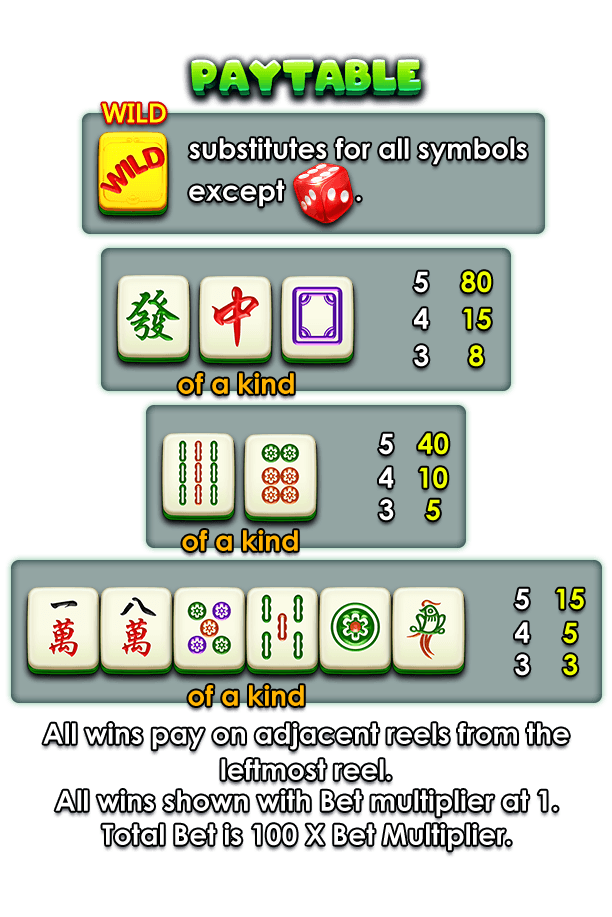 PAYTABLE
WILD
WILD
substitutes for all symbols
except .
發 中
5 80
4 15
3 8
of a kind
5 40
4 10
3 5
of a kind
一萬 八萬
5 15
4 5
3 3
of a kind
All wins pay on adjacent reels from the
leftmost reel.
All wins shown with Bet multiplier at 1.
Total Bet is 100 X Bet Multiplier.